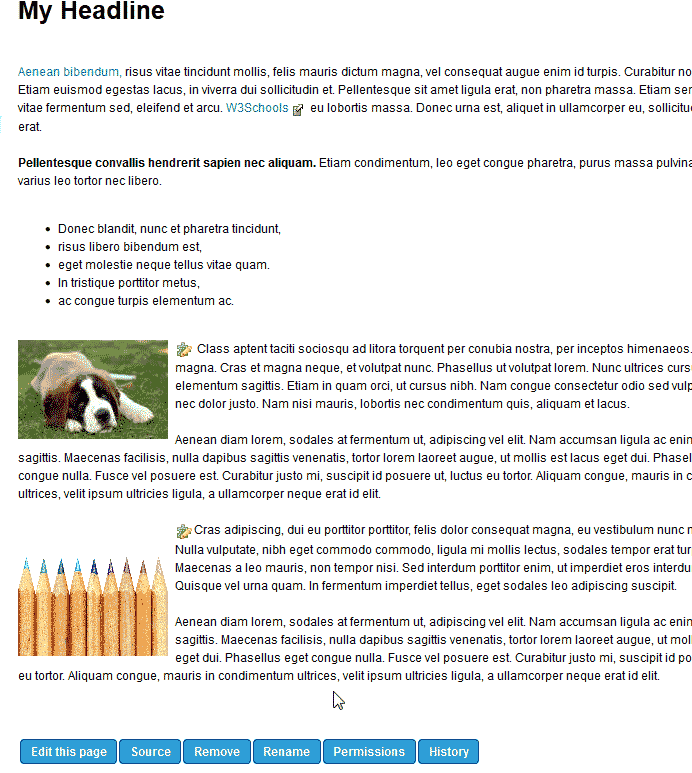 My Headline
Aenean bibendum, risus vitae tincidunt mollis, felis mauris dictum magna, vel consequat augue enim id turpis. Curabitur no
Etiam euismod egestas lacus, in viverra dui sollicitudin et. Pellentesque sit amet ligula erat, non pharetra massa. Etiam ser
vitae fermentum sed, eleifend et arcu. W3Schools eu lobortis massa. Donec urna est, aliquet in ullamcorper eu, sollicitud
erat.
Pellentesque convallis hendrerit sapien nec aliquam. Etiam condimentum, leo eget congue pharetra, purus massa pulvina
varius leo tortor nec libero.
• Donec blandit, nunc et pharetra tincidunt,
• risus libero bibendum est,
• eget molestie neque tellus vitae quam.
• In tristique porttitor metus,
• ac congue turpis elementum ac.
Class aptent taciti sociosqu ad litora torquent per conubia nostra, per inceptos himenaeos.
magna. Cras et magna neque, et volutpat nunc. Phasellus ut volutpat lorem. Nunc ultrices cursu
elementum sagittis. Etiam in quam orci, ut cursus nibh. Nam congue consectetur odio sed vulp
nec dolor justo. Nam nisi mauris, lobortis nec condimentum quis, aliquam et lacus.
Aenean diam lorem, sodales at fermentum ut, adipiscing vel elit. Nam accumsan ligula ac enim
sagittis. Maecenas facilisis, nulla dapibus sagittis venenatis, tortor lorem laoreet augue, ut mollis est lacus eget dui. Phasel
congue nulla. Fusce vel posuere est. Curabitur justo mi, suscipit id posuere ut, luctus eu tortor. Aliquam congue, mauris in c
ultrices, velit ipsum ultricies ligula, a ullamcorper neque erat id elit.
Cras adipiscing, dui eu porttitor porttitor, felis dolor consequat magna, eu vestibulum nunc n
Nulla vulputate, nibh eget commodo commodo, ligula mi mollis lectus, sodales tempor erat tur
Maecenas a leo mauris, non tempor nisi. Sed interdum porttitor enim, ut imperdiet eros interdu
Quisque vel urna quam. In fermentum imperdiet tellus, eget sodales leo adipiscing suscipit.
Aenean diam lorem, sodales at fermentum ut, adipiscing vel elit. Nam accumsan ligula ac enim
sagittis. Maecenas facilisis, nulla dapibus sagittis venenatis, tortor lorem laoreet augue, ut moll
eget dui. Phasellus eget congue nulla. Fusce vel posuere est. Curabitur justo mi, suscipit id po
eu tortor. Aliquam congue, mauris in condimentum ultrices, velit ipsum ultricies ligula, a ullamcorper neque erat id elit.
Edit this page Source Remove Rename Permissions History